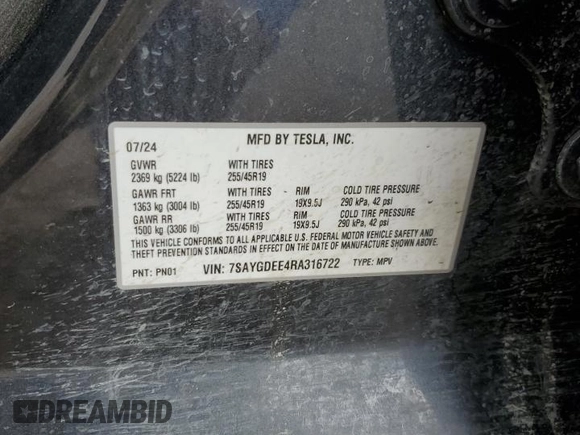 07/24 MFD BY TESLA, INC.
GVWR WITH TIRES
2369 kg (5224 lb) 255/45R19
GAWR FRT WITH TIRES RIM COLD TIRE PRESSURE
1363 kg (3004 lb) 255/45R19 19X9.5J 290 kPa, 42 psi
GAWR RR WITH TIRES RIM COLD TIRE PRESSURE
1500 kg (3306 lb) 255/45R19 19X9.5J 290 kPa, 42 psi
THIS VEHICLE CONFORMS TO ALL APPLICABLE U.S. FEDERAL MOTOR VEHICLE SAFETY AND
THEFT PREVENTION STANDARDS IN EFFECT ON THE DATE OF MANUFACTURE SHOWN ABOVE.
PNT: PN01 VIN: 7SAYGDEE4RA316722 TYPE: MPV
DREAMBID